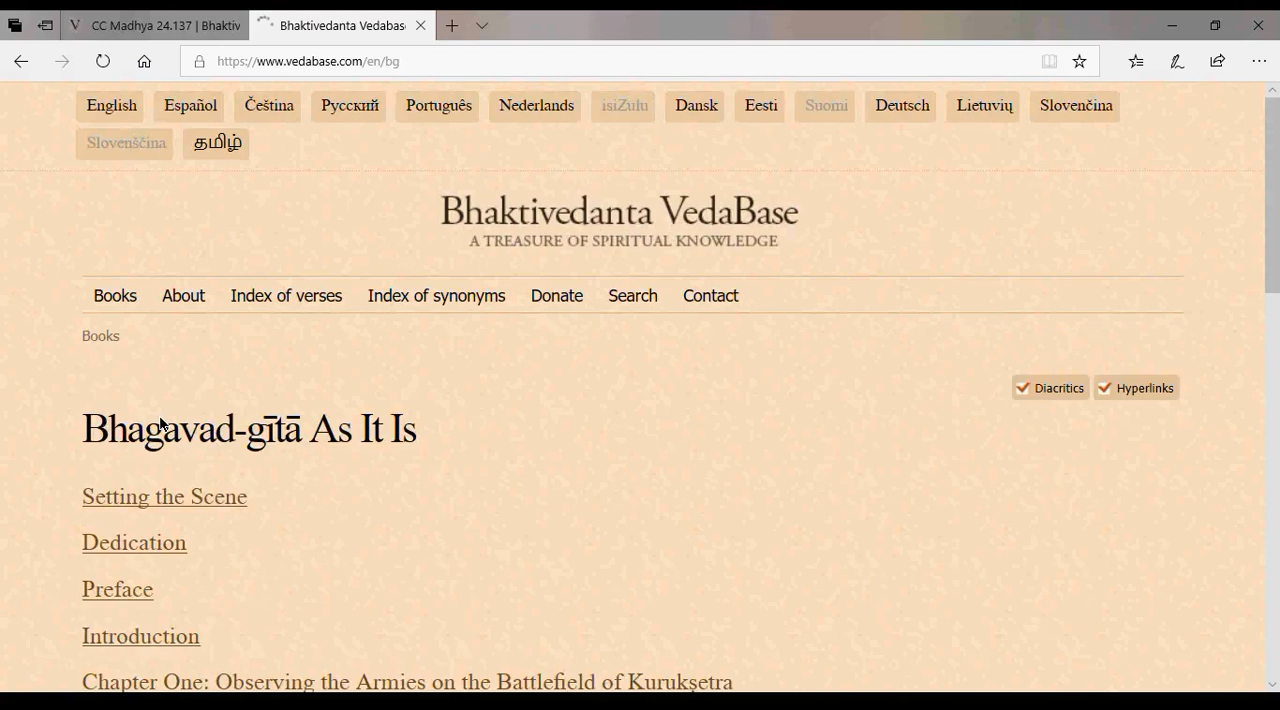 CC Madhya 24.137 | Bhaktiv
Bhaktivedanta Vedabas
https://www.vedabase.com/en/bg
English Español Čeština Русский Português Nederlands isiZulu Dansk Eesti Suomi Deutsch Lietuvių Slovenčina
Slovenščina தமிழ்
Bhaktivedanta VedaBase
A TREASURE OF SPIRITUAL KNOWLEDGE
Books About Index of verses Index of synonyms Donate Search Contact
Books
Diacritics Hyperlinks
Bhagavad-gītā As It Is
Setting the Scene
Dedication
Preface
Introduction
Chapter One: Observing the Armies on the Battlefield of Kurukṣetra